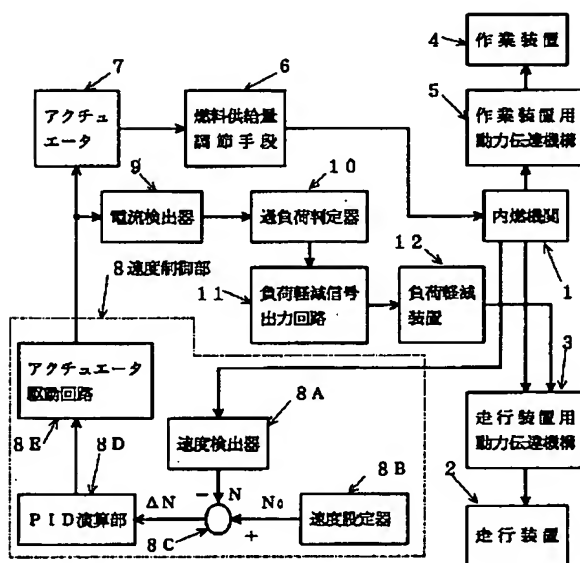 4
作業装置
7
6
5
アクチュ
エータ
燃料供給量
調節手段
作業装置用
動力伝達機構
9
10
電流検出器
過負荷判定器
内燃機関
12
1
8速度制御部
11
負荷軽減信号
出力回路
負荷軽減
装置
3
アクチュエータ
駆動回路
8A
走行装置用
動力伝達機構
8E
8D
速度検出器
8B
2
ΔN
－
N
N₀
PID演算部
8C
＋
速度設定器
走行装置